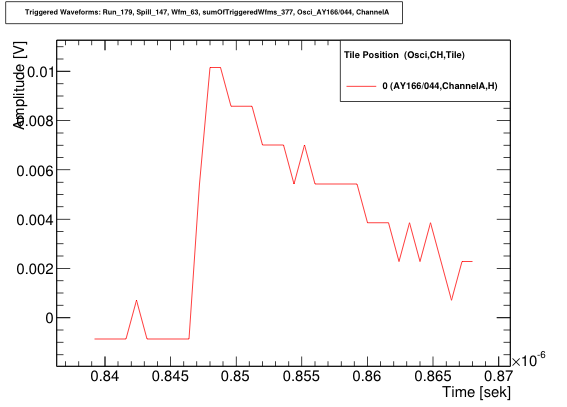 Triggered Waveforms: Run_179, Spill_147, Wfm_63, sumOfTriggeredWfms_377, Osci_AY166/044, ChannelA
Amplitude [V]
Tile Position (Osci,CH,Tile)
0 (AY166/044,ChannelA,H)
0.01
0.008
0.006
0.004
0.002
0
0.84 0.845 0.85 0.855 0.86 0.865 0.87
×10-6
Time [sek]